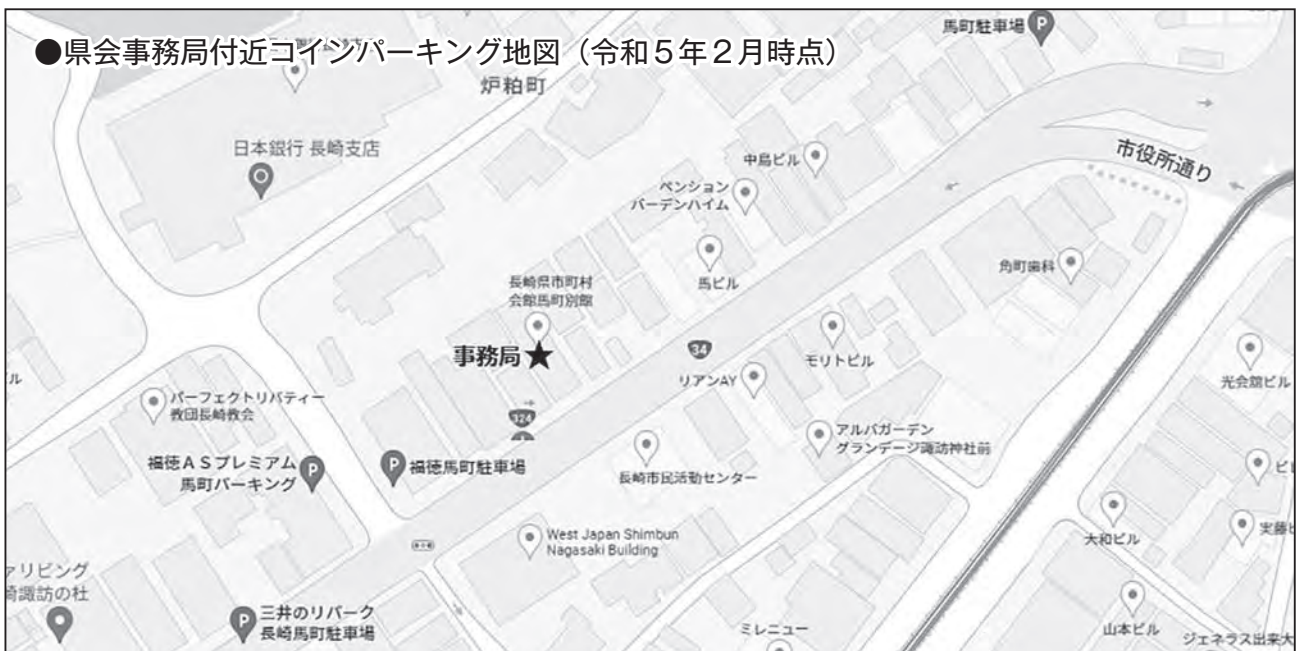 ●県会事務局付近コインパーキング地図（令和５年２月時点）
馬町駐車場
炉粕町
日本銀行 長崎支店
中島ビル
市役所通り
ペンション
バーデンハイム
馬ビル
角町歯科
長崎県市町村
会館馬町別館
事務局★
34
リアンAY
モリトビル
光会館ビル
ル
パーフェクトリバティー
教団長崎教会
324
アルバガーデン
グランデージ諏訪神社前
福徳ＡＳプレミアム
馬町パーキング
福徳馬町駐車場
長崎市民活動センター
West Japan Shimbun
Nagasaki Building
大和ビル
実藤
ァリビング
崎諏訪の杜
三井のリパーク
長崎馬町駐車場
ミレニュー
山本ビル
ジェネラス出来大